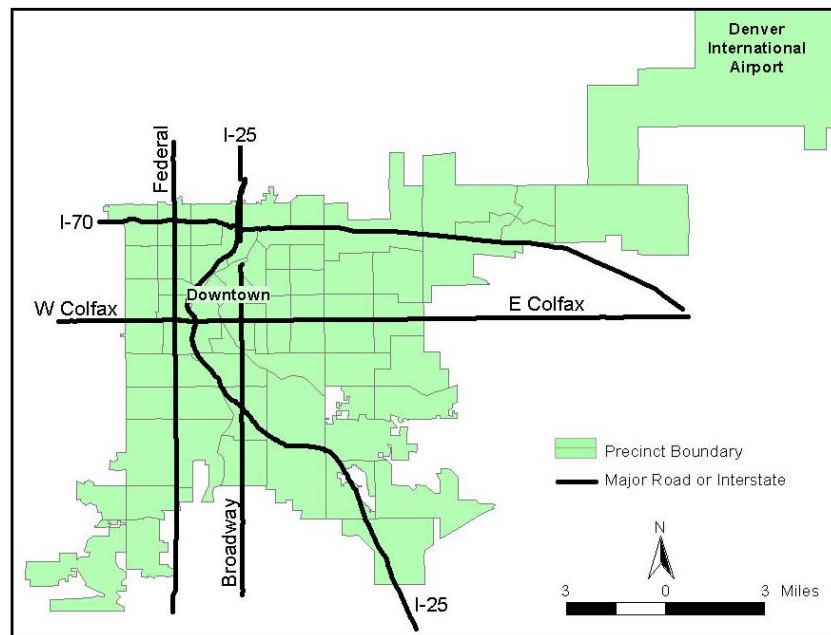 Denver
International
Airport
Federal
I-25
I-70
Downtown
W Colfax
E Colfax
Precinct Boundary
Major Road or Interstate
Broadway
I-25
N
3 0 3 Miles